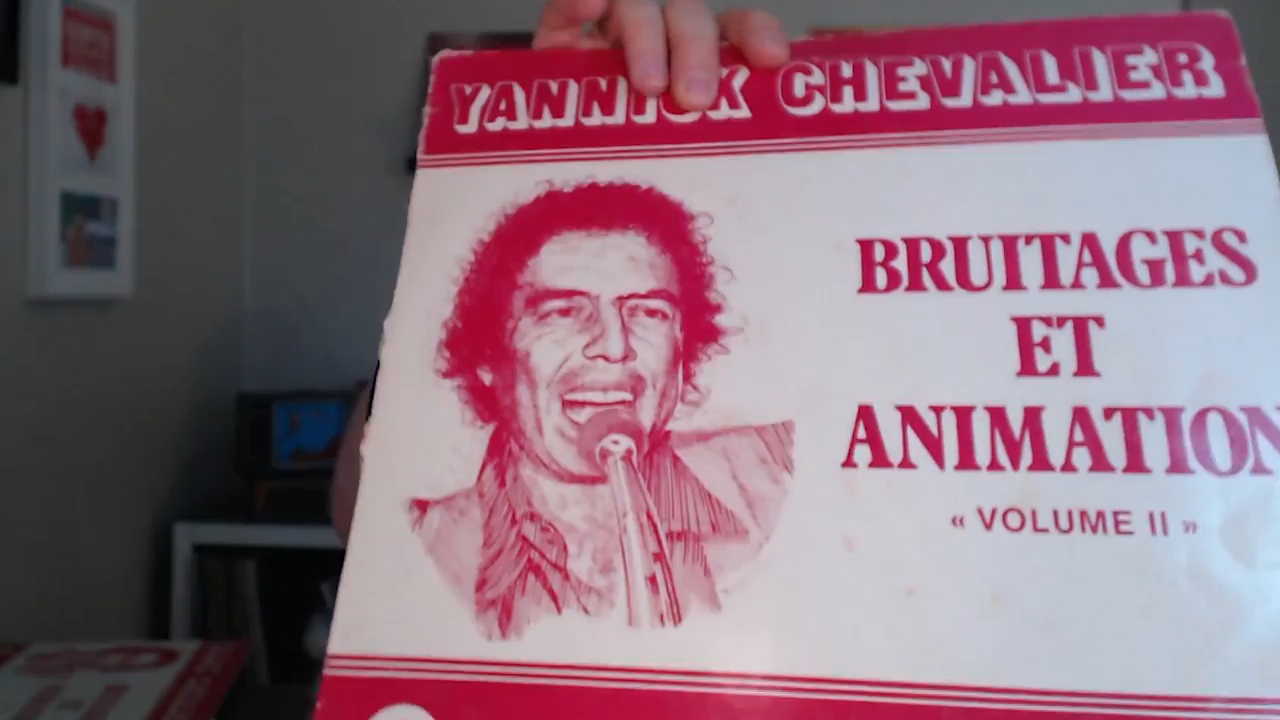 YANNICK CHEVALIER
BRUITAGES
ET
ANIMATION
« VOLUME II »